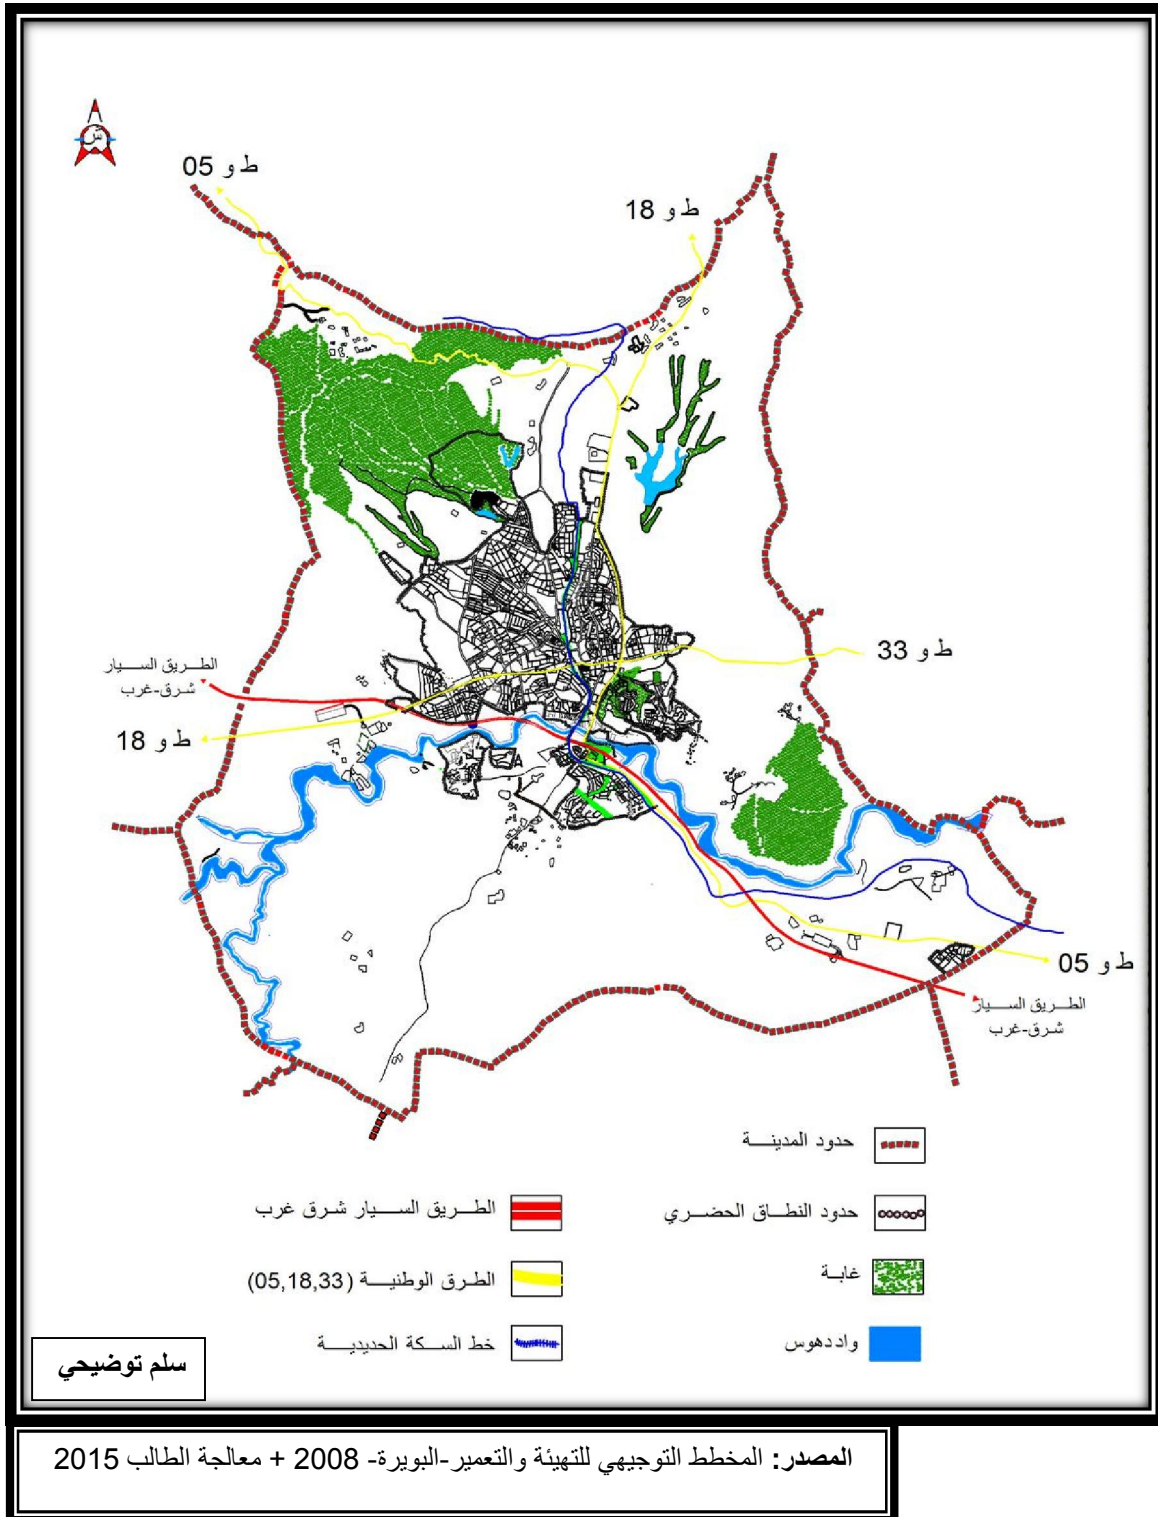 ش
ط و 05
ط و 18
ط و 33
الطريق السيار
شرق-غرب
ط و 18
ط و 05
الطريق السيار
شرق-غرب
حدود المدينة
حدود النطاق الحضري
الطريق السيار شرق غرب
غابة
الطرق الوطنية (05,18,33)
واد دهوس
خط السكة الحديدية
سلم توضيحي
المصدر: المخطط التوجيهي للتهيئة والتعمير-البويرة- 2008 + معالجة الطالب 2015